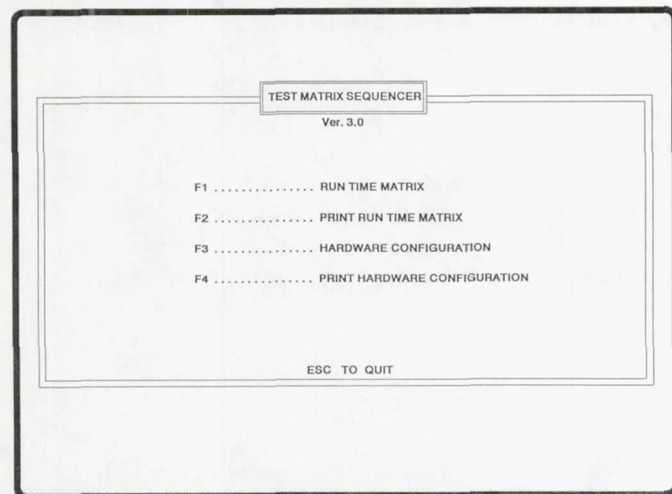 TEST MATRIX SEQUENCER
Ver. 3.0
F1 .............. RUN TIME MATRIX
F2 .............. PRINT RUN TIME MATRIX
F3 .............. HARDWARE CONFIGURATION
F4 .............. PRINT HARDWARE CONFIGURATION
ESC TO QUIT